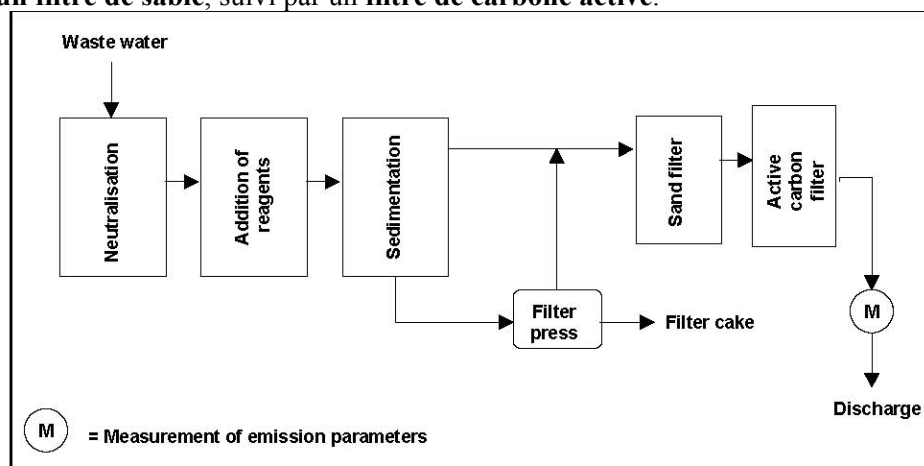 un filtre de sable, suivi par un filtre de carbone active.
Waste water
Neutralisation
Addition of
reagents
Sedimentation
Sand filter
Active
carbon
filter
Filter
press
Filter cake
M
Discharge
M = Measurement of emission parameters